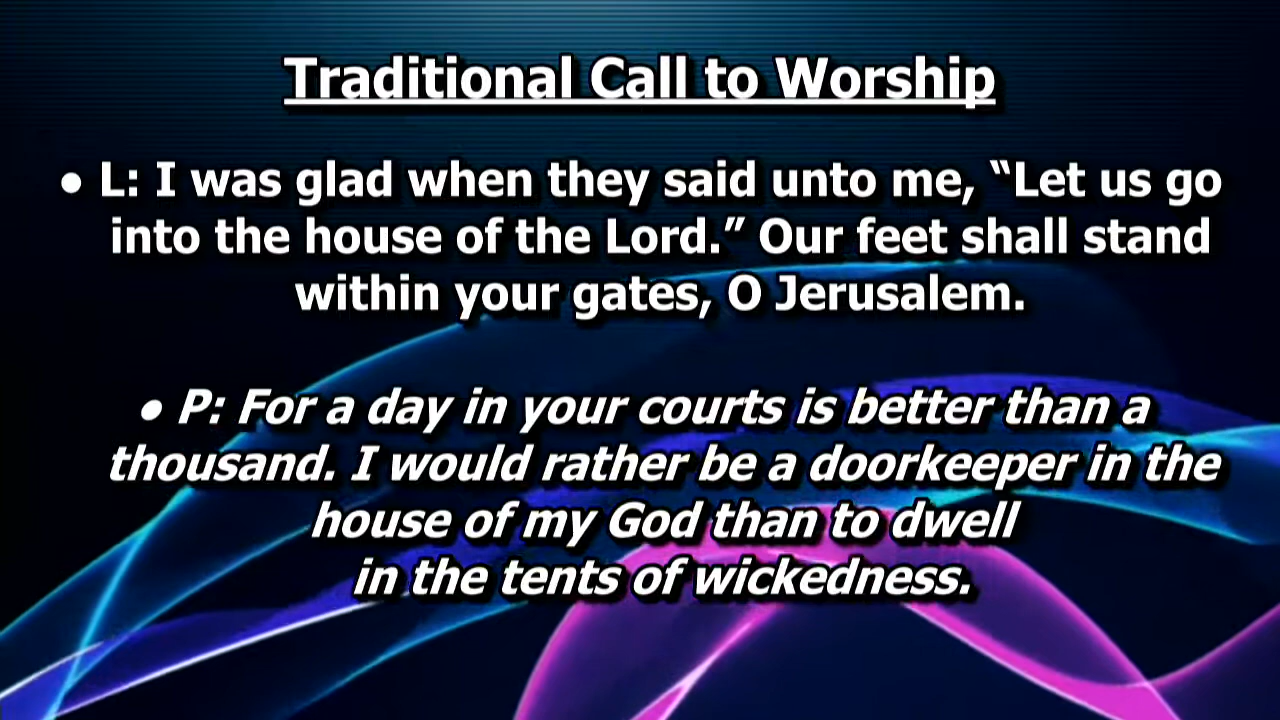 Traditional Call to Worship
● L: I was glad when they said unto me, “Let us go
into the house of the Lord.” Our feet shall stand
within your gates, O Jerusalem.
● P: For a day in your courts is better than a
thousand. I would rather be a doorkeeper in the
house of my God than to dwell
in the tents of wickedness.